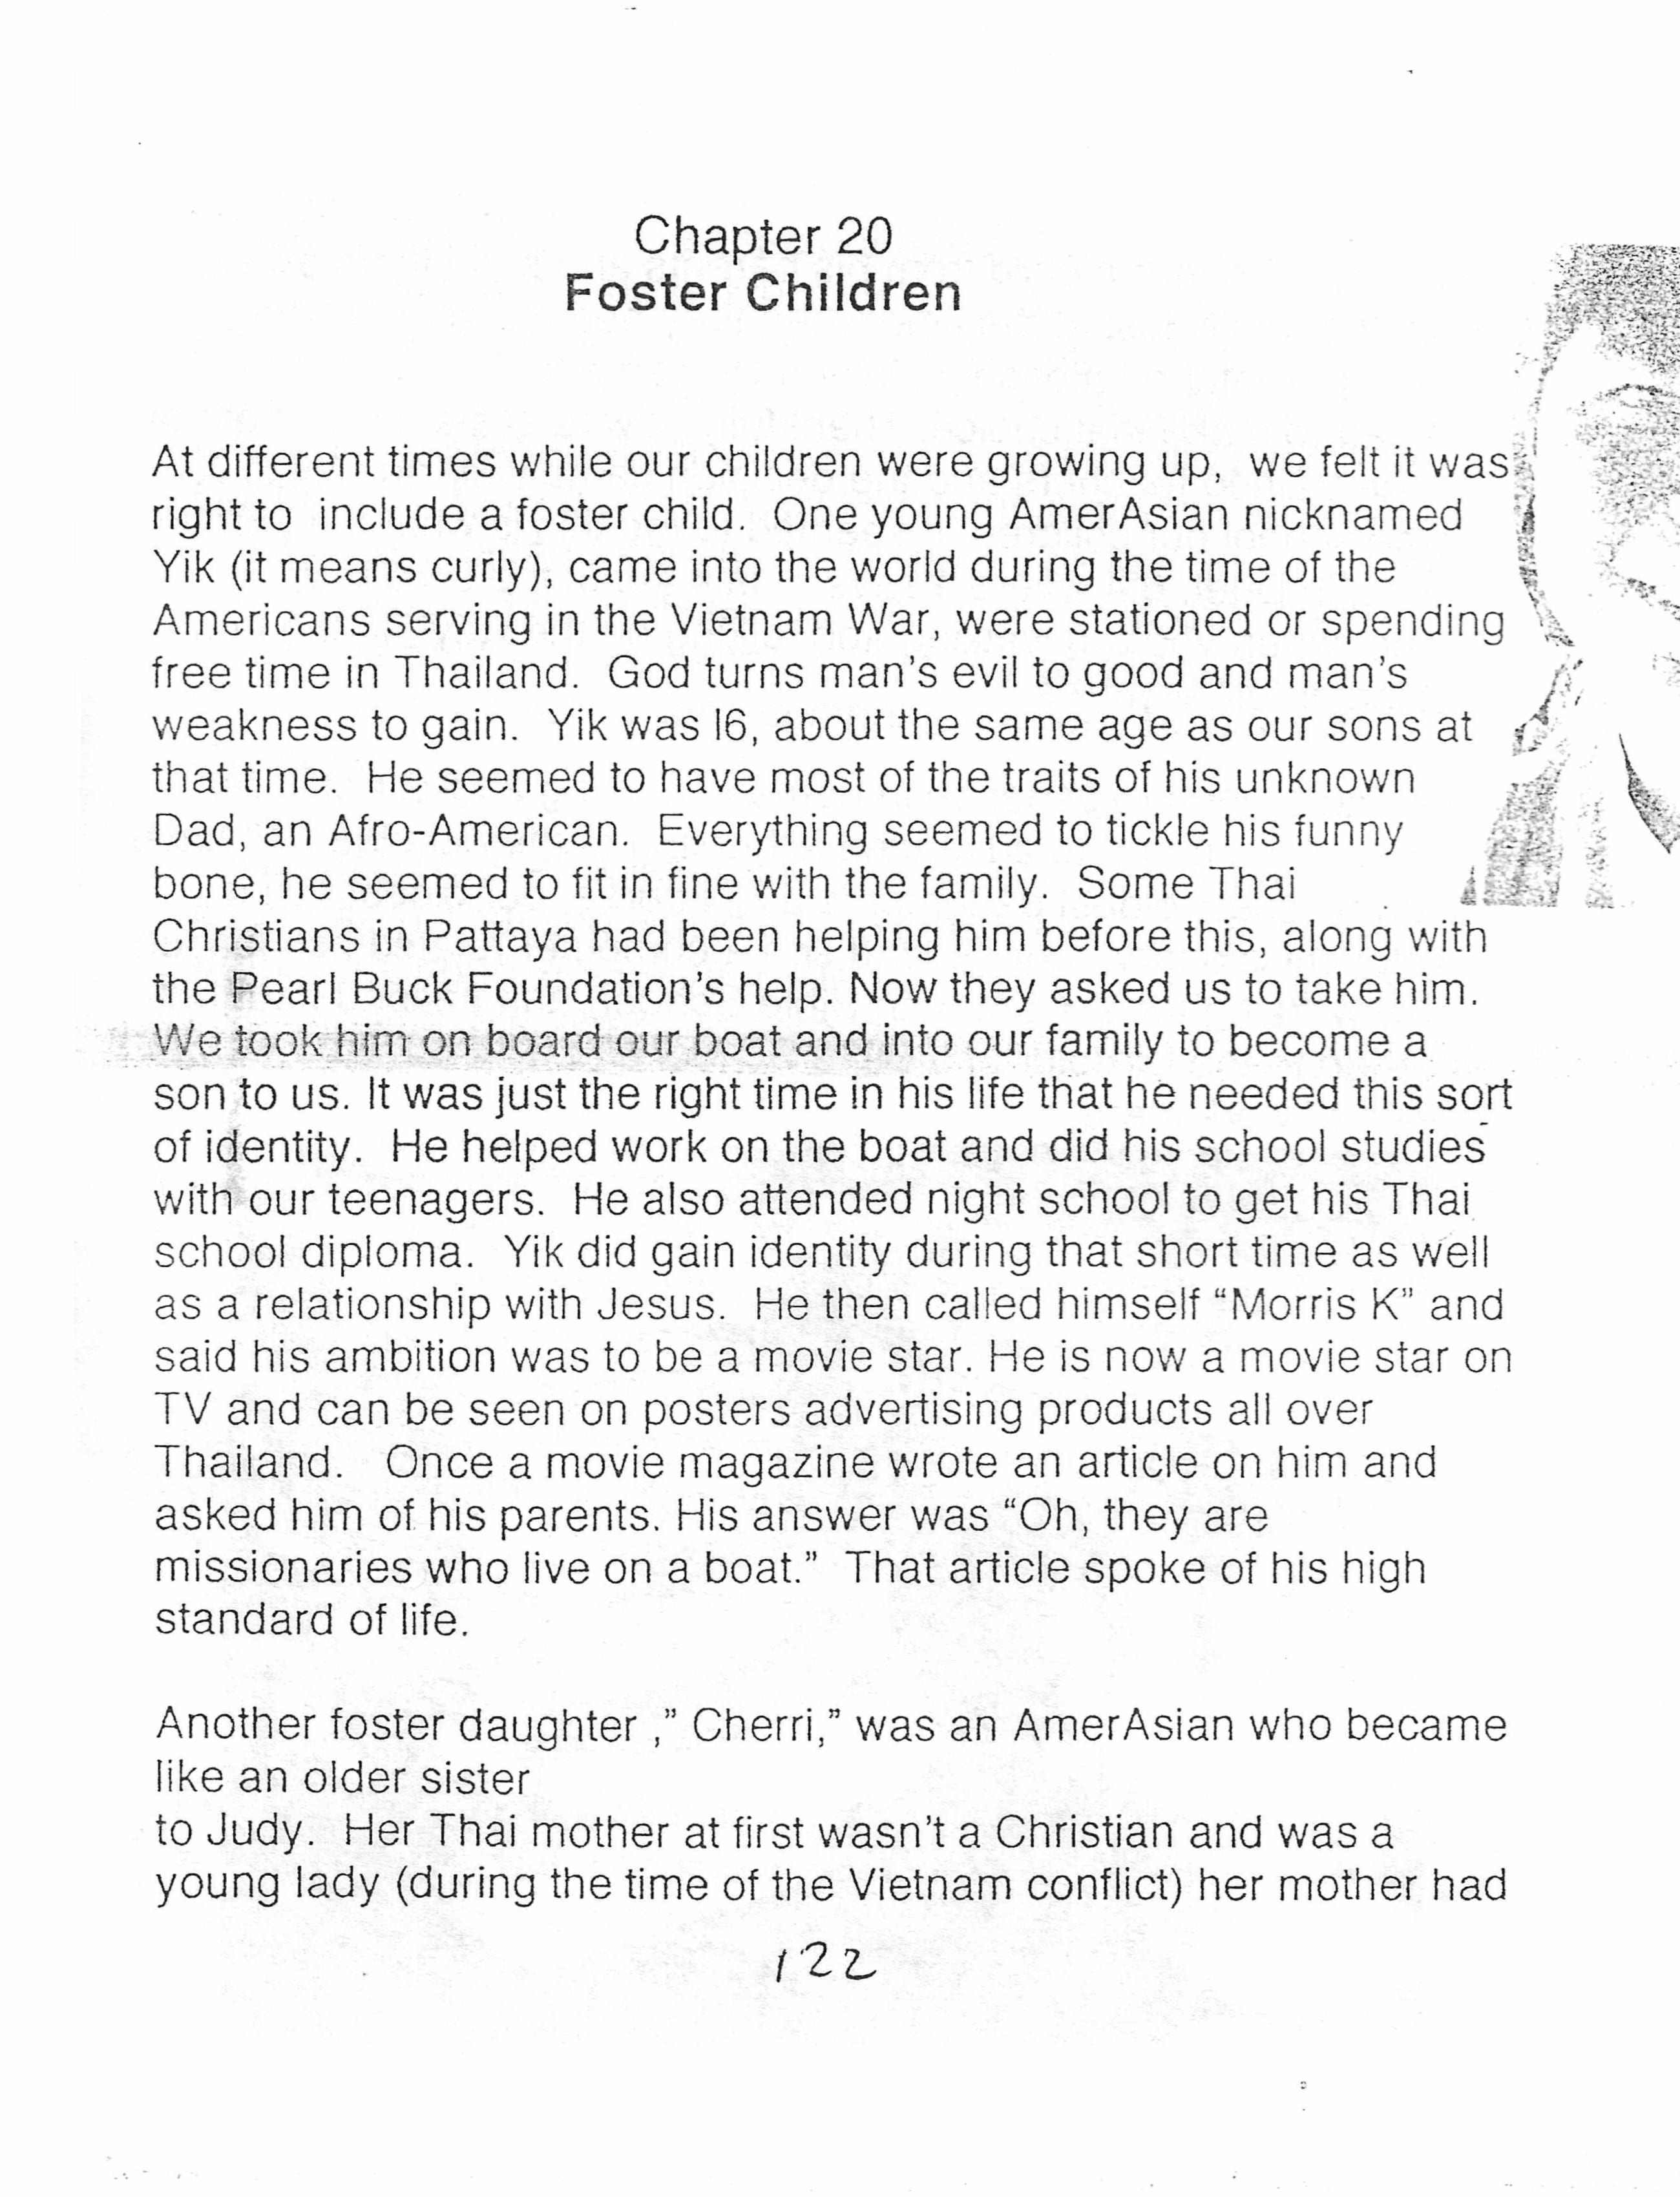 Chapter 20
Foster Children
At different times while our children were growing up,  we felt it was
right to  include a foster child.  One young AmerAsian nicknamed
Yik (it means curly), came into the world during the time of the
Americans serving in the Vietnam War, were stationed or spending
free time in Thailand.  God turns man's evil to good and man's
weakness to gain.  Yik was l6, about the same age as our sons at
that time.  He seemed to have most of the traits of his unknown
Dad, an Afro-American.  Everything seemed to tickle his funny
bone, he seemed to fit in fine with the family.  Some Thai
Christians in Pattaya had been helping him before this, along with
the Pearl Buck Foundation's help. Now they asked us to take him.
We took him on board our boat and into our family to become a
son to us. It was just the right time in his life that he needed this sort
of identity.  He helped work on the boat and did his school studies
with our teenagers.  He also attended night school to get his Thai
school diploma.  Yik did gain identity during that short time as well
as a relationship with Jesus.  He then called himself “Morris K” and
said his ambition was to be a movie star. He is now a movie star on
TV and can be seen on posters advertising products all over
Thailand.   Once a movie magazine wrote an article on him and
asked him of his parents. His answer was “Oh, they are
missionaries who live on a boat.”  That article spoke of his high
standard of life.
Another foster daughter ,” Cherri,” was an AmerAsian who became
like an older sister
to Judy.  Her Thai mother at first wasn't a Christian and was a
young lady (during the time of the Vietnam conflict) her mother had
122